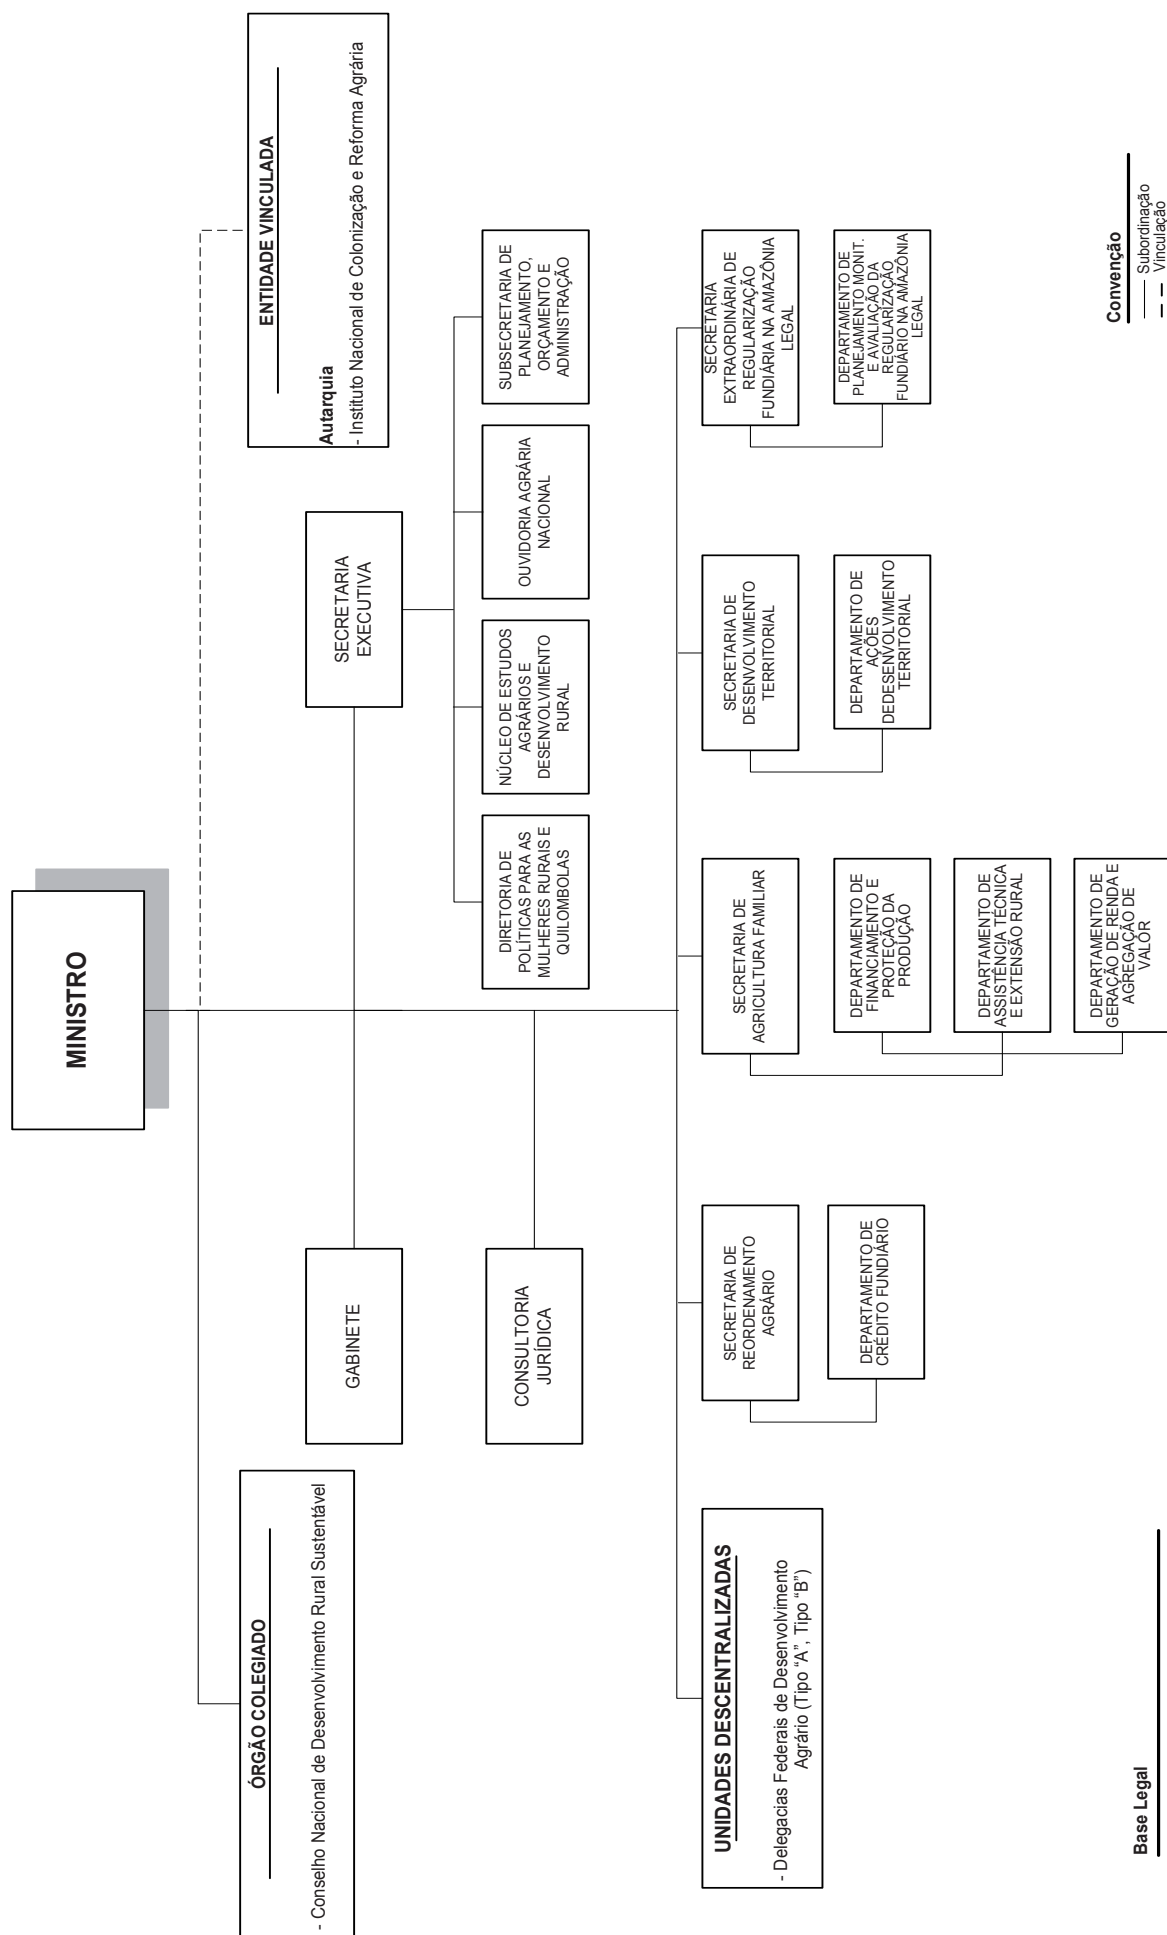 MINISTRO
ÓRGÃO COLEGIADO
- Conselho Nacional de Desenvolvimento Rural Sustentável
ENTIDADE VINCULADA
Autarquia
- Instituto Nacional de Colonização e Reforma Agrária
GABINETE
SECRETARIA
EXECUTIVA
CONSULTORIA
JURÍDICA
DIRETORIA DE
POLÍTICAS PARA AS
MULHERES RURAIS E
QUILOMBOLAS
NÚCLEO DE ESTUDOS
AGRÁRIOS E
DESENVOLVIMENTO
RURAL
OUVIDORIA AGRÁRIA
NACIONAL
SUBSECRETARIA DE
PLANEJAMENTO,
ORÇAMENTO E
ADMINISTRAÇÃO
UNIDADES DESCENTRALIZADAS
- Delegacias Federais de Desenvolvimento
Agrário (Tipo “A”, Tipo “B”)
SECRETARIA DE
REORDENAMENTO
AGRÁRIO
DEPARTAMENTO DE
CRÉDITO FUNDIÁRIO
SECRETARIA DE
AGRICULTURA FAMILIAR
DEPARTAMENTO DE
FINANCIAMENTO E
PROTEÇÃO DA
PRODUÇÃO
DEPARTAMENTO DE
ASSISTÊNCIA TÉCNICA
E EXTENSÃO RURAL
DEPARTAMENTO DE
GERAÇÃO DE RENDA E
AGREGAÇÃO DE
VALOR
SECRETARIA DE
DESENVOLVIMENTO
TERRITORIAL
DEPARTAMENTO DE
AÇÕES
DEDESENVOLVIMENTO
TERRITORIAL
SECRETARIA
EXTRAORDINÁRIA DE
REGULARIZAÇÃO
FUNDIÁRIA NA AMAZÔNIA
LEGAL
DEPARTAMENTO DE
PLANEJAMENTO MONIT.
E AVALIAÇÃO DA
REGULARIZAÇÃO
FUNDIÁRIO NA AMAZÔNIA
LEGAL
Base Legal
Convenção
Subordinação
Vinculação